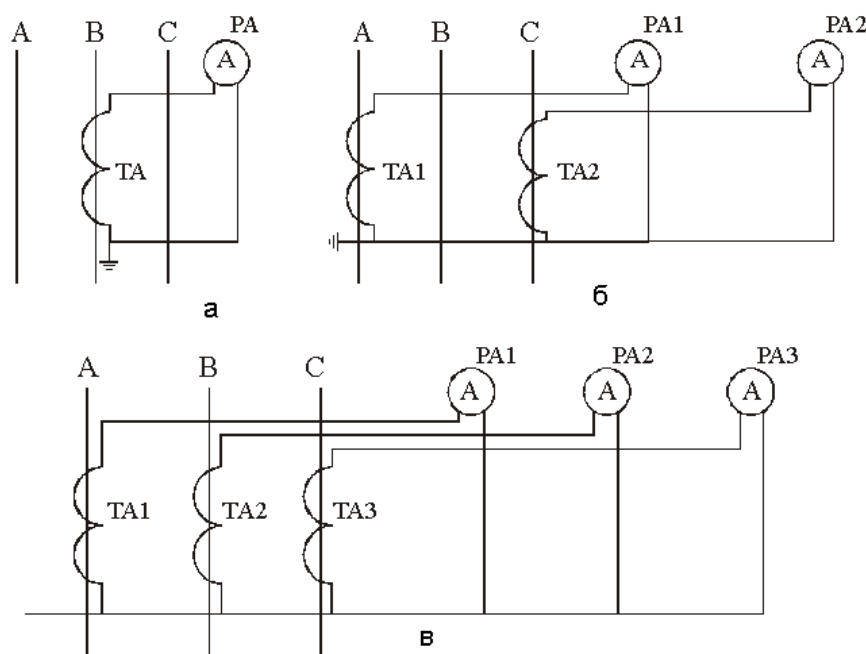 A B C PA
A
TA
а
A B C PA1 PA2
A A
TA1 TA2
б
A B C PA1 PA2 PA3
A A A
TA1 TA2 TA3
в